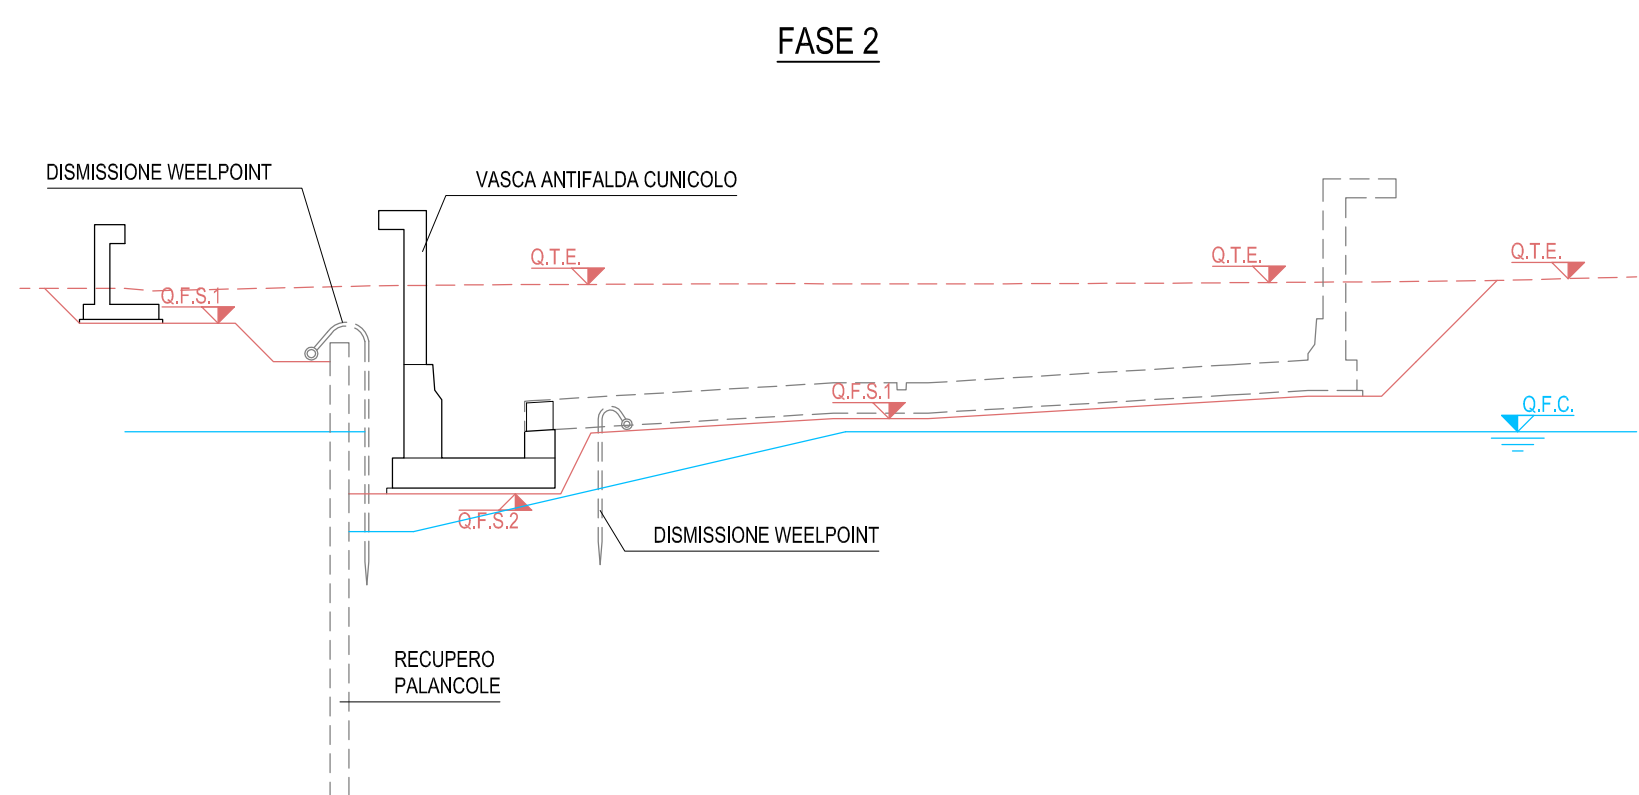 FASE 2
DISMISSIONE WEELPOINT
VASCA ANTIFALDA CUNICOLO
Q.T.E.
Q.T.E.
Q.T.E.
Q.F.S.1
Q.F.S.1
Q.F.C.
Q.F.S.2
DISMISSIONE WEELPOINT
RECUPERO
PALANCOLE